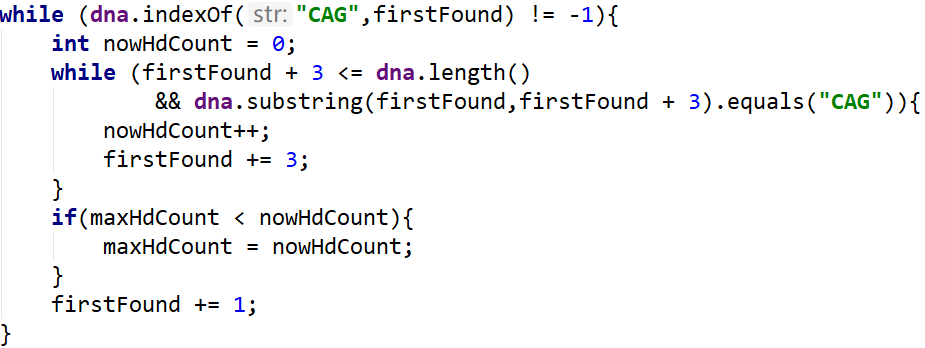 while (dna.indexOf( str: "CAG",firstFound) != -1){
    int nowHdCount = 0;
    while (firstFound + 3 <= dna.length()
            && dna.substring(firstFound,firstFound + 3).equals("CAG")){
        nowHdCount++;
        firstFound += 3;
    }
    if(maxHdCount < nowHdCount){
        maxHdCount = nowHdCount;
    }
    firstFound += 1;
}